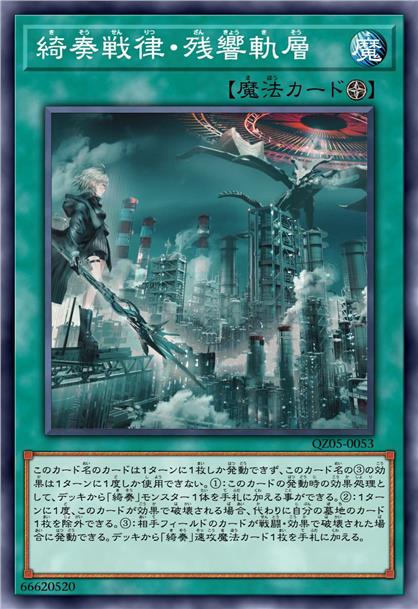 綺奏戦律・残響軌層
魔
【魔法カード】
QZ05-0053
このカード名のカードは1ターンに1枚しか発動できず、このカード名の③の効
果は1ターンに1度しか使用できない。①：このカードの発動時の効果処理と
して、デッキから「綺奏」モンスター1体を手札に加える事ができる。②：1ター
ンに1度、このカードが効果で破壊される場合、代わりに自分の墓地のカード
1枚を除外できる。③：相手フィールドのカードが戦闘・効果で破壊された場
合に発動できる。デッキから「綺奏」速攻魔法カード1枚を手札に加える。
66620520